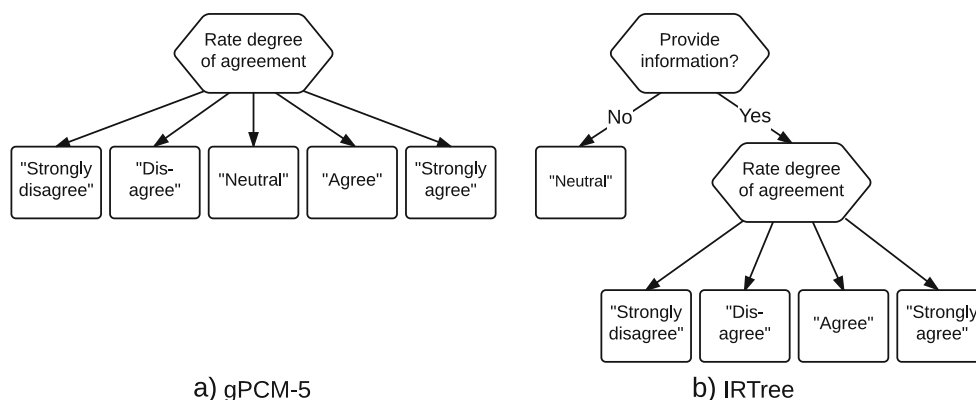 Rate degree
of agreement
"Strongly
disagree"
"Dis-
agree"
"Neutral"
"Agree"
"Strongly
agree"
a) gPCM-5
Provide
information?
No
Yes
"Neutral"
Rate degree
of agreement
"Strongly
disagree"
"Dis-
agree"
"Agree"
"Strongly
agree"
b) IRTree